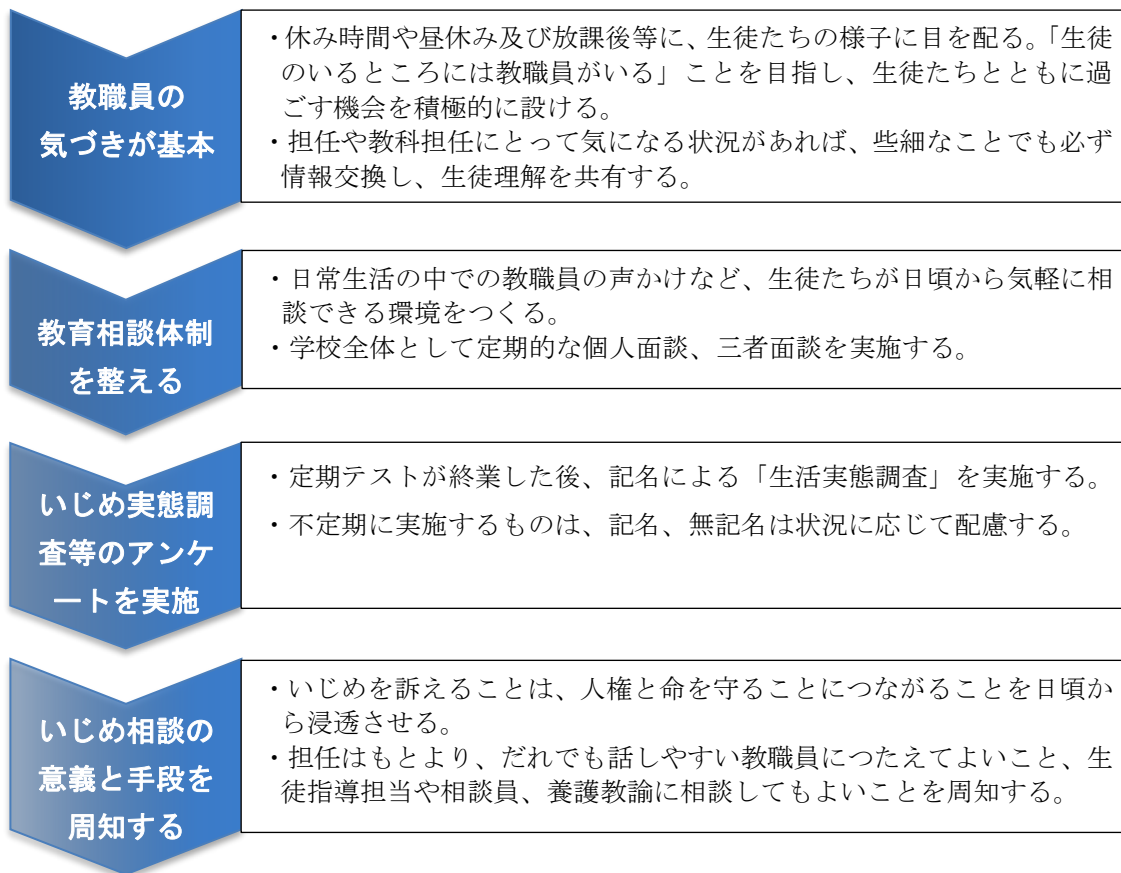 教職員の
気づきが基本
・休み時間や昼休み及び放課後等に、生徒たちの様子に目を配る。「生徒
のいるところには教職員がいる」ことを目指し、生徒たちとともに過
ごす機会を積極的に設ける。
・担任や教科担任にとって気になる状況があれば、些細なことでも必ず
情報交換し、生徒理解を共有する。
教育相談体制
を整える
・日常生活の中での教職員の声かけなど、生徒たちが日頃から気軽に相
談できる環境をつくる。
・学校全体として定期的な個人面談、三者面談を実施する。
いじめ実態調
査等のアンケ
ートを実施
・定期テストが終業した後、記名による「生活実態調査」を実施する。
・不定期に実施するものは、記名、無記名は状況に応じて配慮する。
いじめ相談の
意義と手段を
周知する
・いじめを訴えることは、人権と命を守ることにつながることを日頃か
ら浸透させる。
・担任はもとより、だれでも話しやすい教職員につたえてよいこと、生
徒指導担当や相談員、養護教諭に相談してもよいことを周知する。